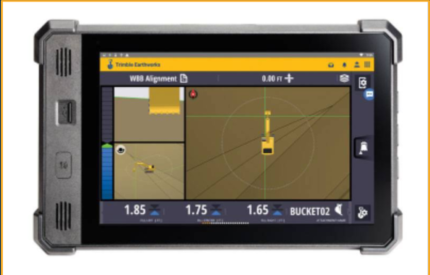 Trimble Earthworks
WBB Alignment
0.00 FT
1.85
1.75
1.65
BUCKET02